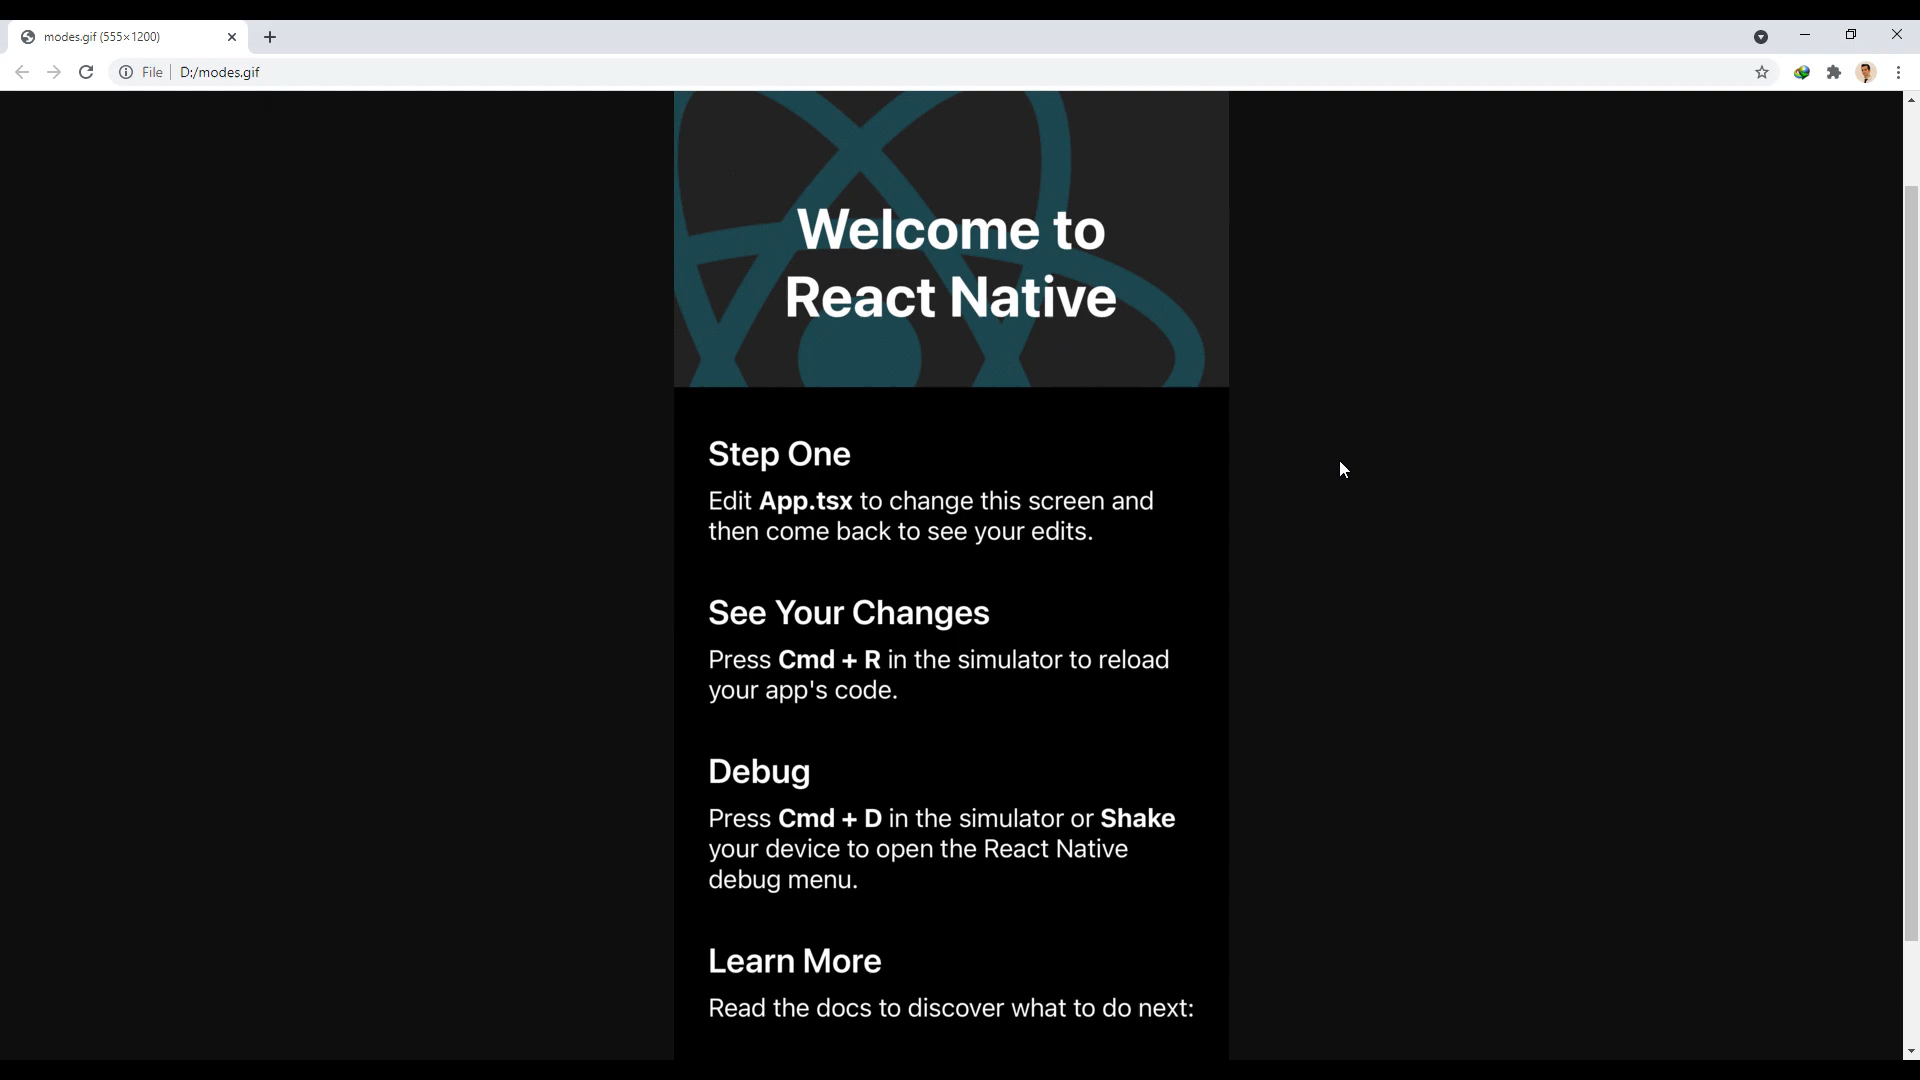 modes.gif (555×1200)
File
D:/modes.gif
Welcome to
React Native
Step One
Edit App.tsx to change this screen and
then come back to see your edits.
See Your Changes
Press Cmd + R in the simulator to reload
your app's code.
Debug
Press Cmd + D in the simulator or Shake
your device to open the React Native
debug menu.
Learn More
Read the docs to discover what to do next: